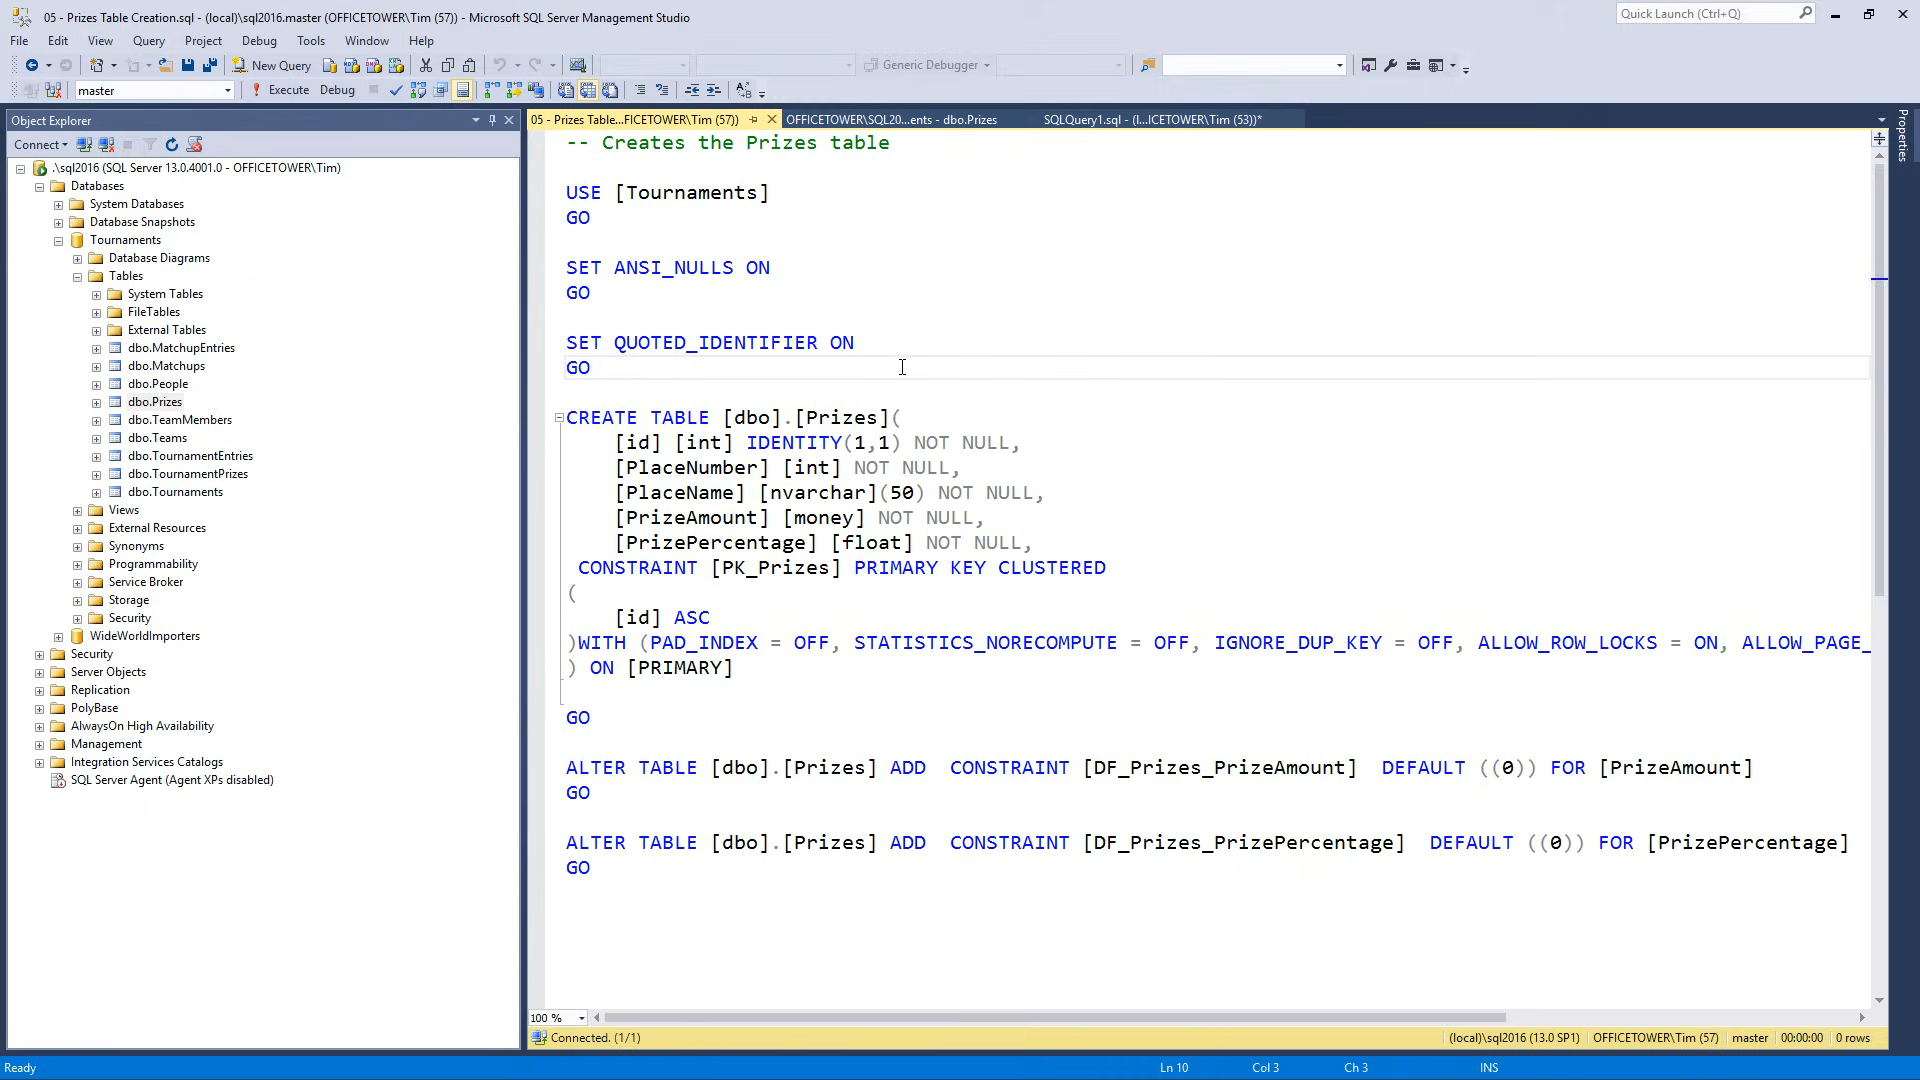 05 - Prizes Table Creation.sql - (local)\sql2016.master (OFFICETOWER\Tim (57)) - Microsoft SQL Server Management Studio
Quick Launch (Ctrl+Q)
File Edit View Query Project Debug Tools Window Help
New Query
Generic Debugger
master
Execute Debug
Object Explorer
Connect
.\sql2016 (SQL Server 13.0.4001.0 - OFFICETOWER\Tim)
Databases
System Databases
Database Snapshots
Tournaments
Database Diagrams
Tables
System Tables
FileTables
External Tables
dbo.MatchupEntries
dbo.Matchups
dbo.People
dbo.Prizes
dbo.TeamMembers
dbo.Teams
dbo.TournamentEntries
dbo.TournamentPrizes
dbo.Tournaments
Views
External Resources
Synonyms
Programmability
Service Broker
Storage
Security
WideWorldImporters
Security
Server Objects
Replication
PolyBase
AlwaysOn High Availability
Management
Integration Services Catalogs
SQL Server Agent (Agent XPs disabled)
05 - Prizes Table...FICETOWER\Tim (57))
OFFICETOWER\SQL20...ents - dbo.Prizes
SQLQuery1.sql - (l...ICETOWER\Tim (53))*
-- Creates the Prizes table
USE [Tournaments]
GO
SET ANSI_NULLS ON
GO
SET QUOTED_IDENTIFIER ON
GO
CREATE TABLE [dbo].[Prizes](
[id] [int] IDENTITY(1,1) NOT NULL,
[PlaceNumber] [int] NOT NULL,
[PlaceName] [nvarchar](50) NOT NULL,
[PrizeAmount] [money] NOT NULL,
[PrizePercentage] [float] NOT NULL,
CONSTRAINT [PK_Prizes] PRIMARY KEY CLUSTERED
(
[id] ASC
)WITH (PAD_INDEX = OFF, STATISTICS_NORECOMPUTE = OFF, IGNORE_DUP_KEY = OFF, ALLOW_ROW_LOCKS = ON, ALLOW_PAGE_
) ON [PRIMARY]
GO
ALTER TABLE [dbo].[Prizes] ADD  CONSTRAINT [DF_Prizes_PrizeAmount]  DEFAULT ((0)) FOR [PrizeAmount]
GO
ALTER TABLE [dbo].[Prizes] ADD  CONSTRAINT [DF_Prizes_PrizePercentage]  DEFAULT ((0)) FOR [PrizePercentage]
GO
Properties
100 %
Connected. (1/1)
(local)\sql2016 (13.0 SP1)
OFFICETOWER\Tim (57)
master
00:00:00
0 rows
Ready
Ln 10
Col 3
Ch 3
INS